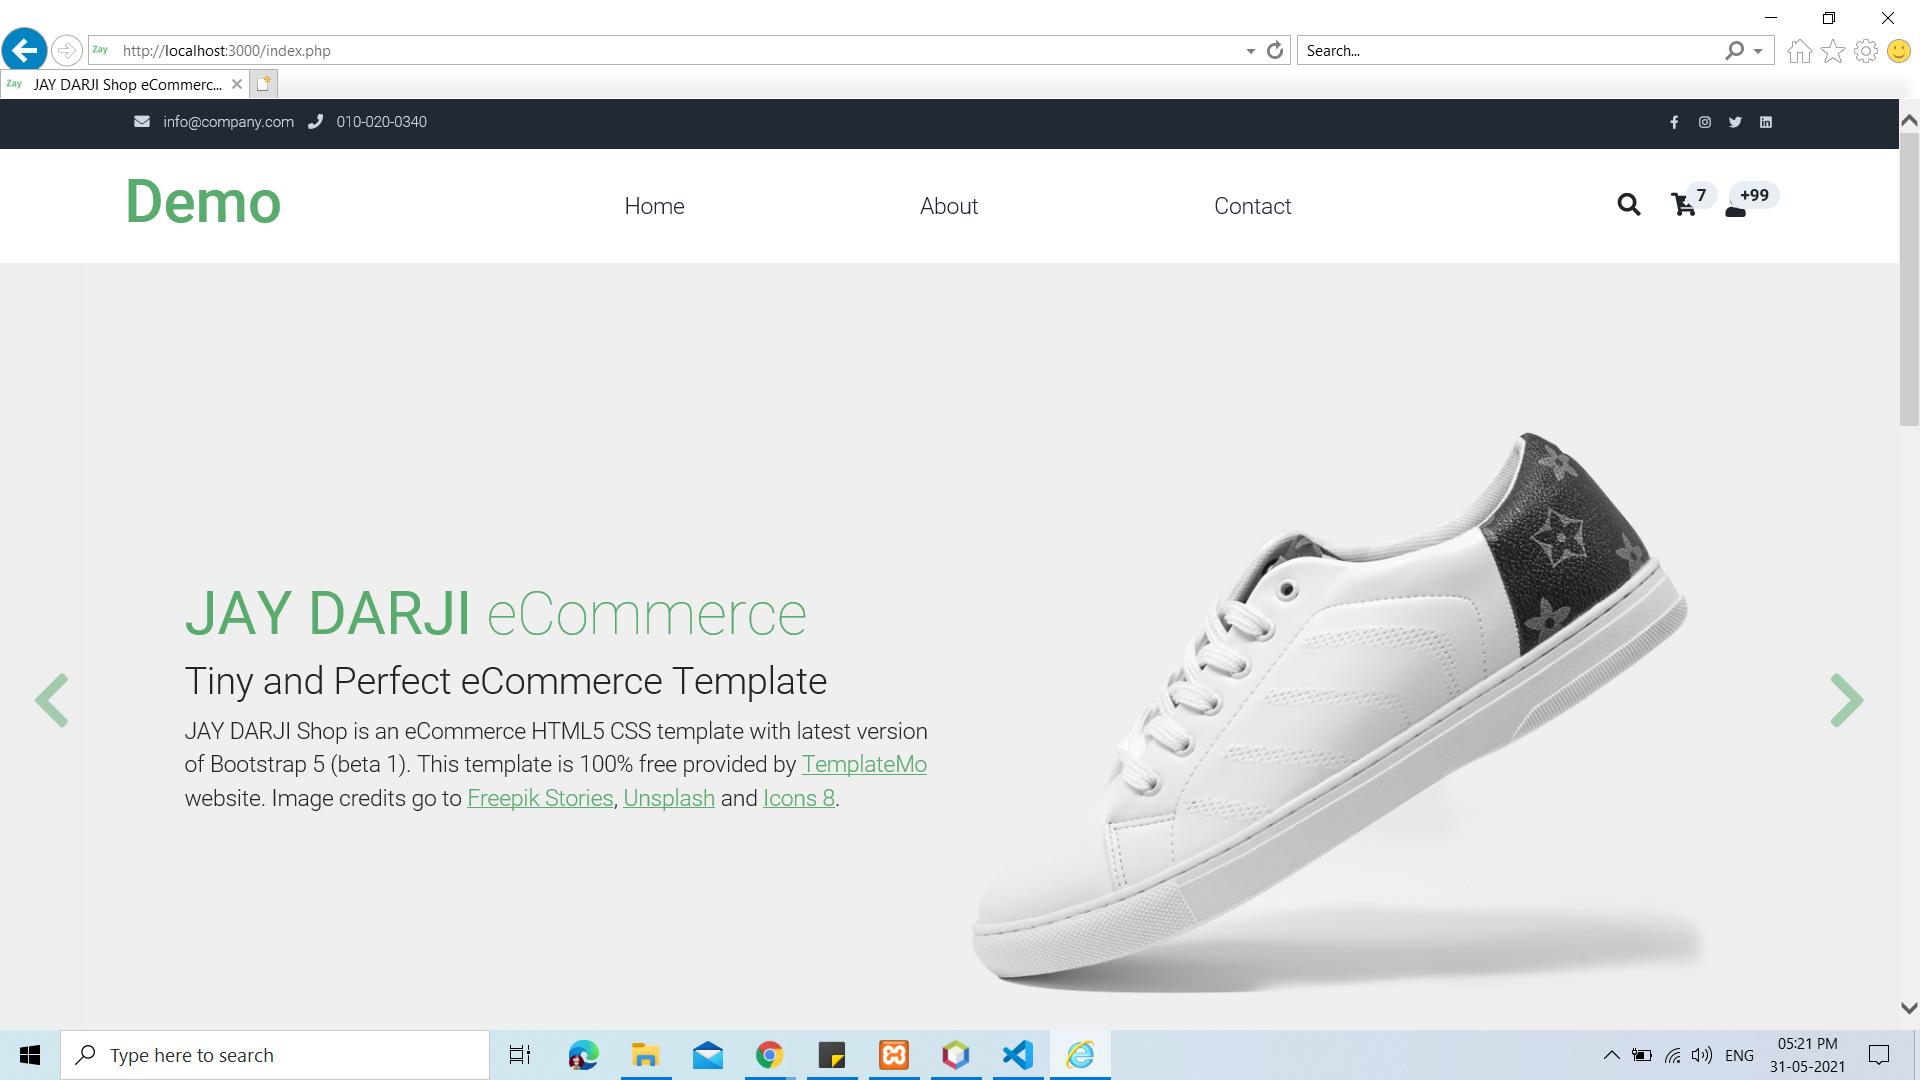 Zay http://localhost:3000/index.php Search...
Zay JAY DARJI Shop eCommerc...
info@company.com 010-020-0340
Demo Home About Contact 7 +99
JAY DARJI eCommerce
Tiny and Perfect eCommerce Template
JAY DARJI Shop is an eCommerce HTML5 CSS template with latest version
of Bootstrap 5 (beta 1). This template is 100% free provided by TemplateMo
website. Image credits go to Freepik Stories, Unsplash and Icons 8.
Type here to search ENG 05:21 PM
31-05-2021